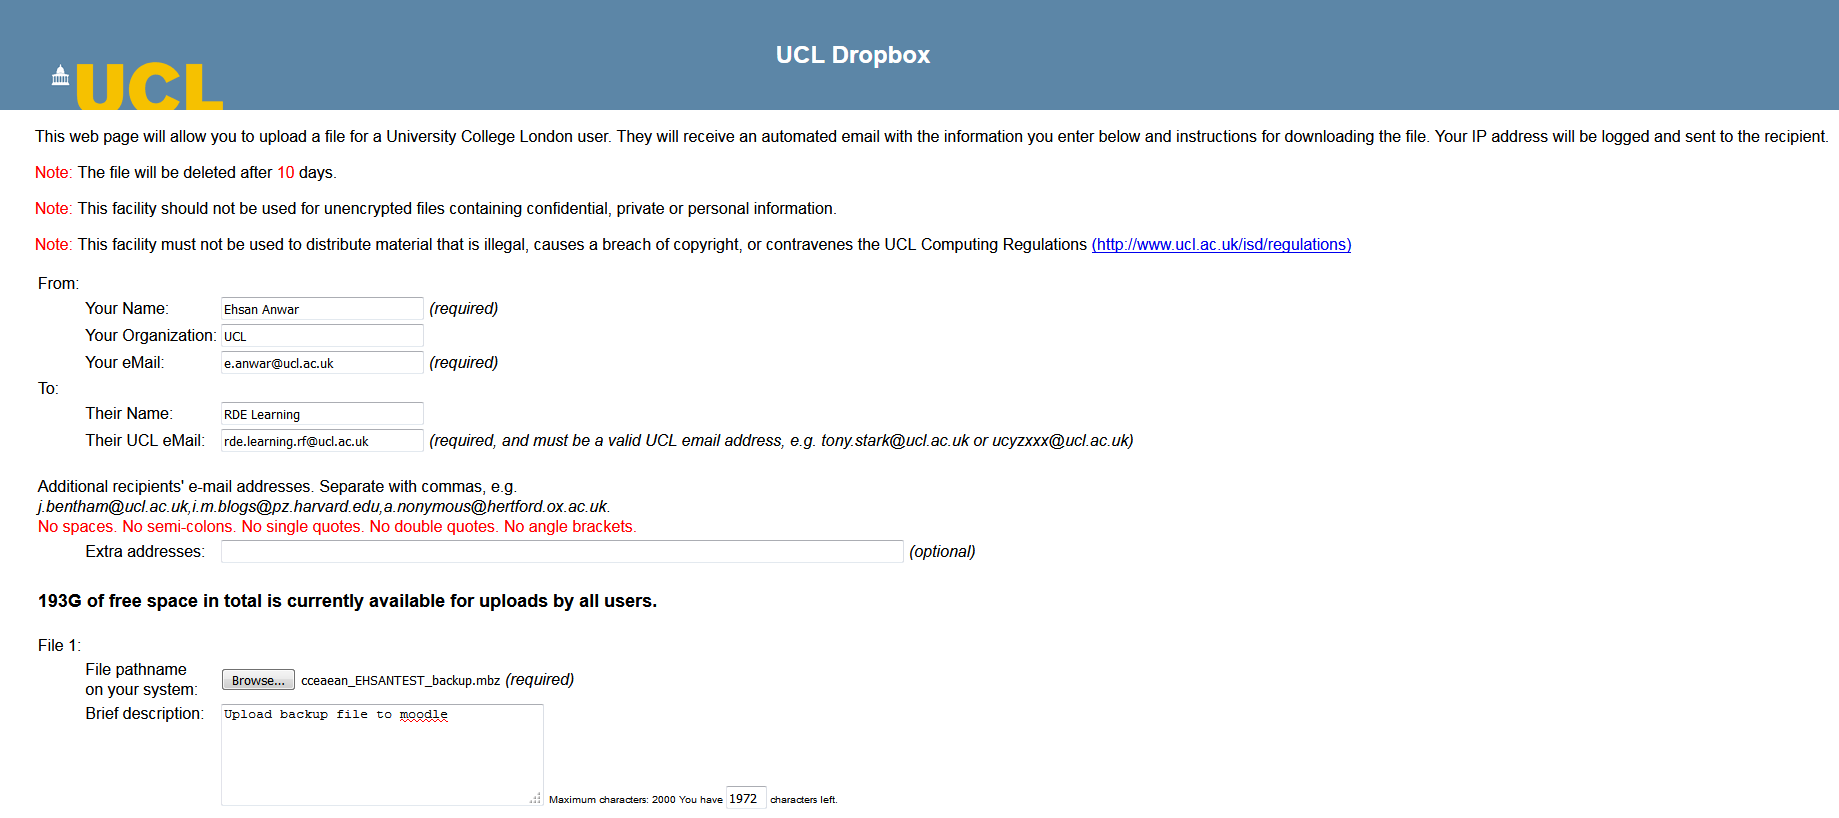 UCL Dropbox
UCL
This web page will allow you to upload a file for a University College London user. They will receive an automated email with the information you enter below and instructions for downloading the file. Your IP address will be logged and sent to the recipient.
Note: The file will be deleted after 10 days.
Note: This facility should not be used for unencrypted files containing confidential, private or personal information.
Note: This facility must not be used to distribute material that is illegal, causes a breach of copyright, or contravenes the UCL Computing Regulations (http://www.ucl.ac.uk/isd/regulations)
From:
Your Name: Ehsan Anwar (required)
Your Organization: UCL
Your eMail: e.anwar@ucl.ac.uk (required)
To:
Their Name: RDE Learning
Their UCL eMail: rde.learning.rf@ucl.ac.uk (required, and must be a valid UCL email address, e.g. tony.stark@ucl.ac.uk or ucyzxxx@ucl.ac.uk)
Additional recipients' e-mail addresses. Separate with commas, e.g.
j.bentham@ucl.ac.uk,i.m.blogs@pz.harvard.edu,a.nonymous@hertford.ox.ac.uk.
No spaces. No semi-colons. No single quotes. No double quotes. No angle brackets.
Extra addresses: (optional)
193G of free space in total is currently available for uploads by all users.
File 1:
File pathname
on your system: Browse... cceaean_EHSANTEST_backup.mbz (required)
Brief description: Upload backup file to moodle
Maximum characters: 2000 You have 1972 characters left.